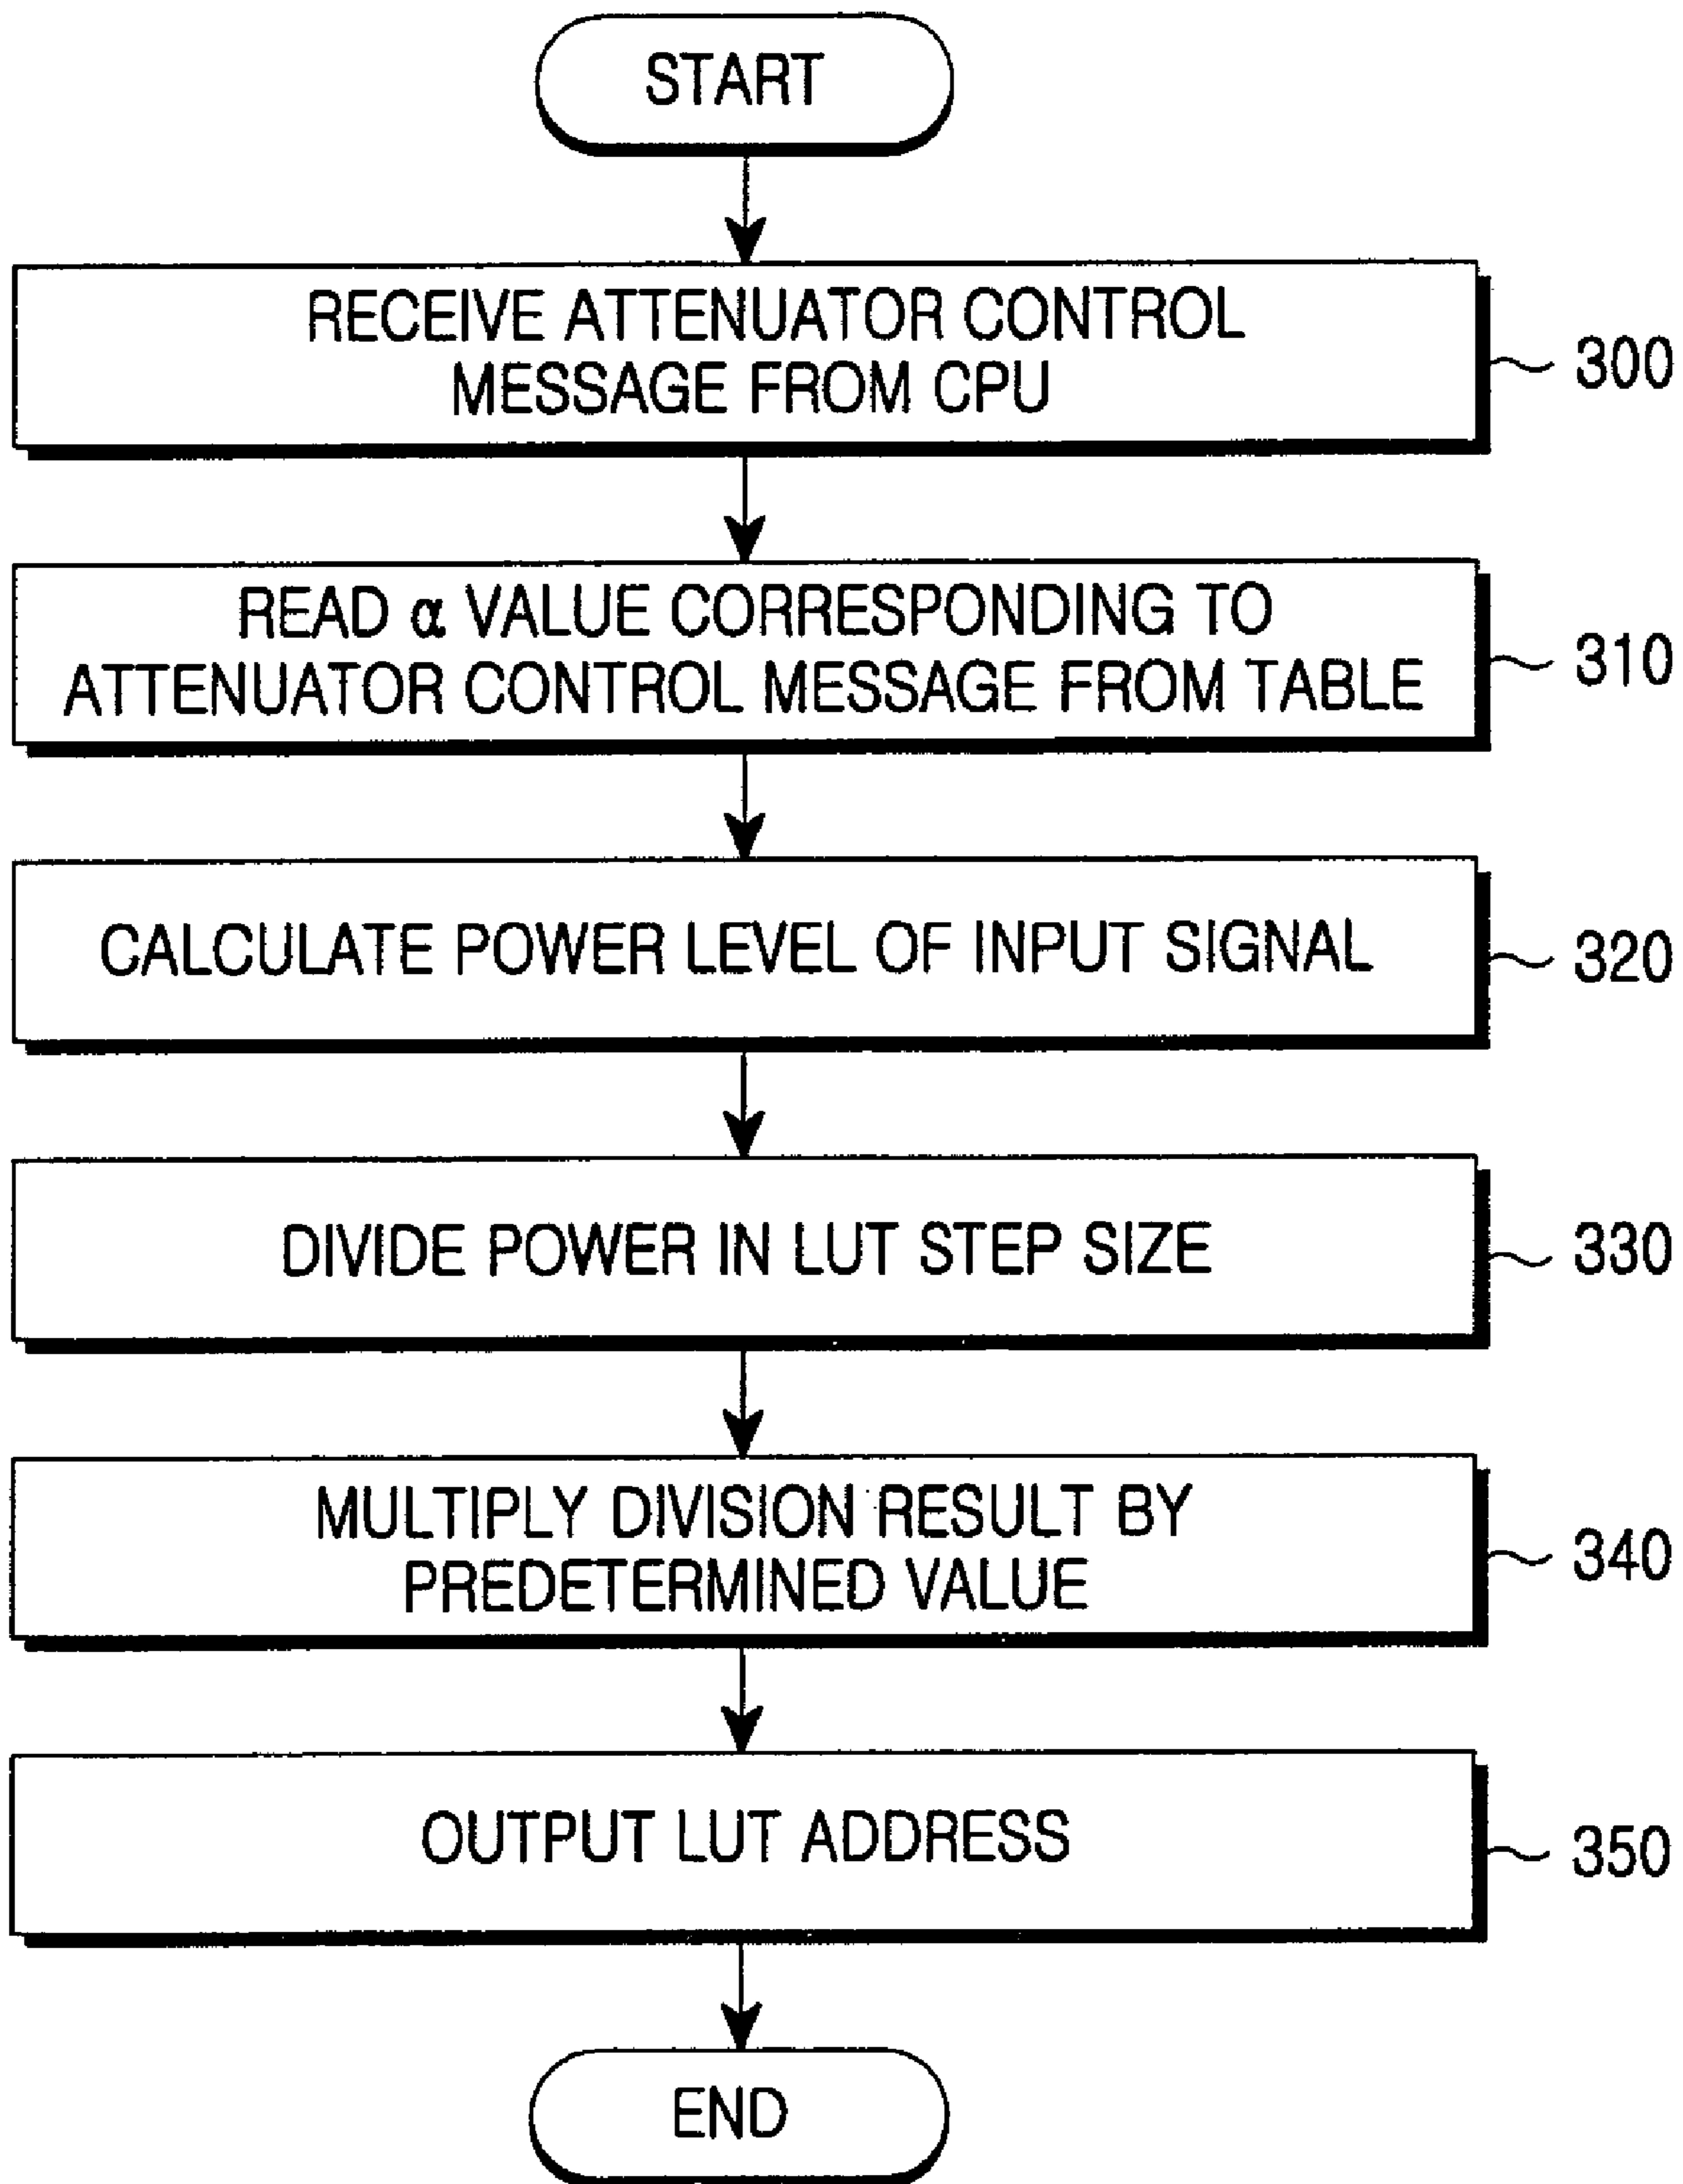 START
RECEIVE ATTENUATOR CONTROL
MESSAGE FROM CPU
300
READ α VALUE CORRESPONDING TO
ATTENUATOR CONTROL MESSAGE FROM TABLE
310
CALCULATE POWER LEVEL OF INPUT SIGNAL
320
DIVIDE POWER IN LUT STEP SIZE
330
MULTIPLY DIVISION RESULT BY
PREDETERMINED VALUE
340
OUTPUT LUT ADDRESS
350
END